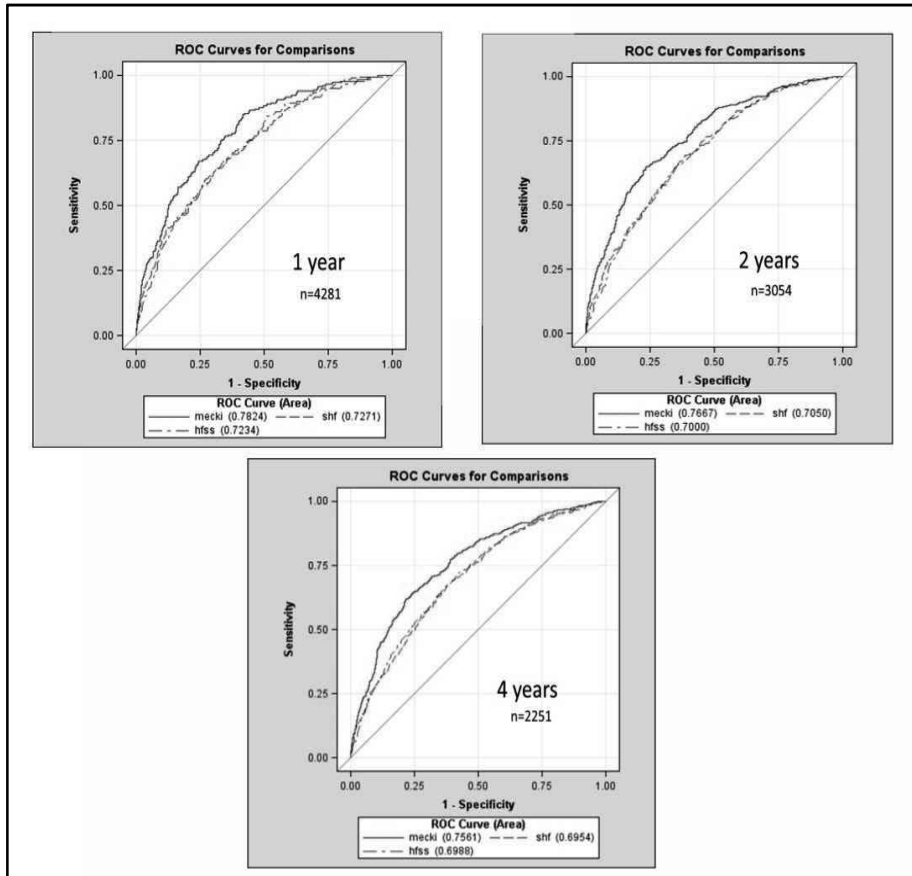 ROC Curves for Comparisons
1.00
0.75
0.50
0.25
0.00
Sensitivity
1 year
n=4281
0.00 0.25 0.50 0.75 1.00
1 - Specificity
ROC Curve (Area)
mecki (0.7824) shf (0.7271)
hfss (0.7234)
ROC Curves for Comparisons
1.00
0.75
0.50
0.25
0.00
Sensitivity
2 years
n=3054
0.00 0.25 0.50 0.75 1.00
1 - Specificity
ROC Curve (Area)
mecki (0.7667) shf (0.7050)
hfss (0.7000)
ROC Curves for Comparisons
1.00
0.75
0.50
0.25
0.00
Sensitivity
4 years
n=2251
0.00 0.25 0.50 0.75 1.00
1 - Specificity
ROC Curve (Area)
mecki (0.7561) shf (0.6954)
hfss (0.6988)